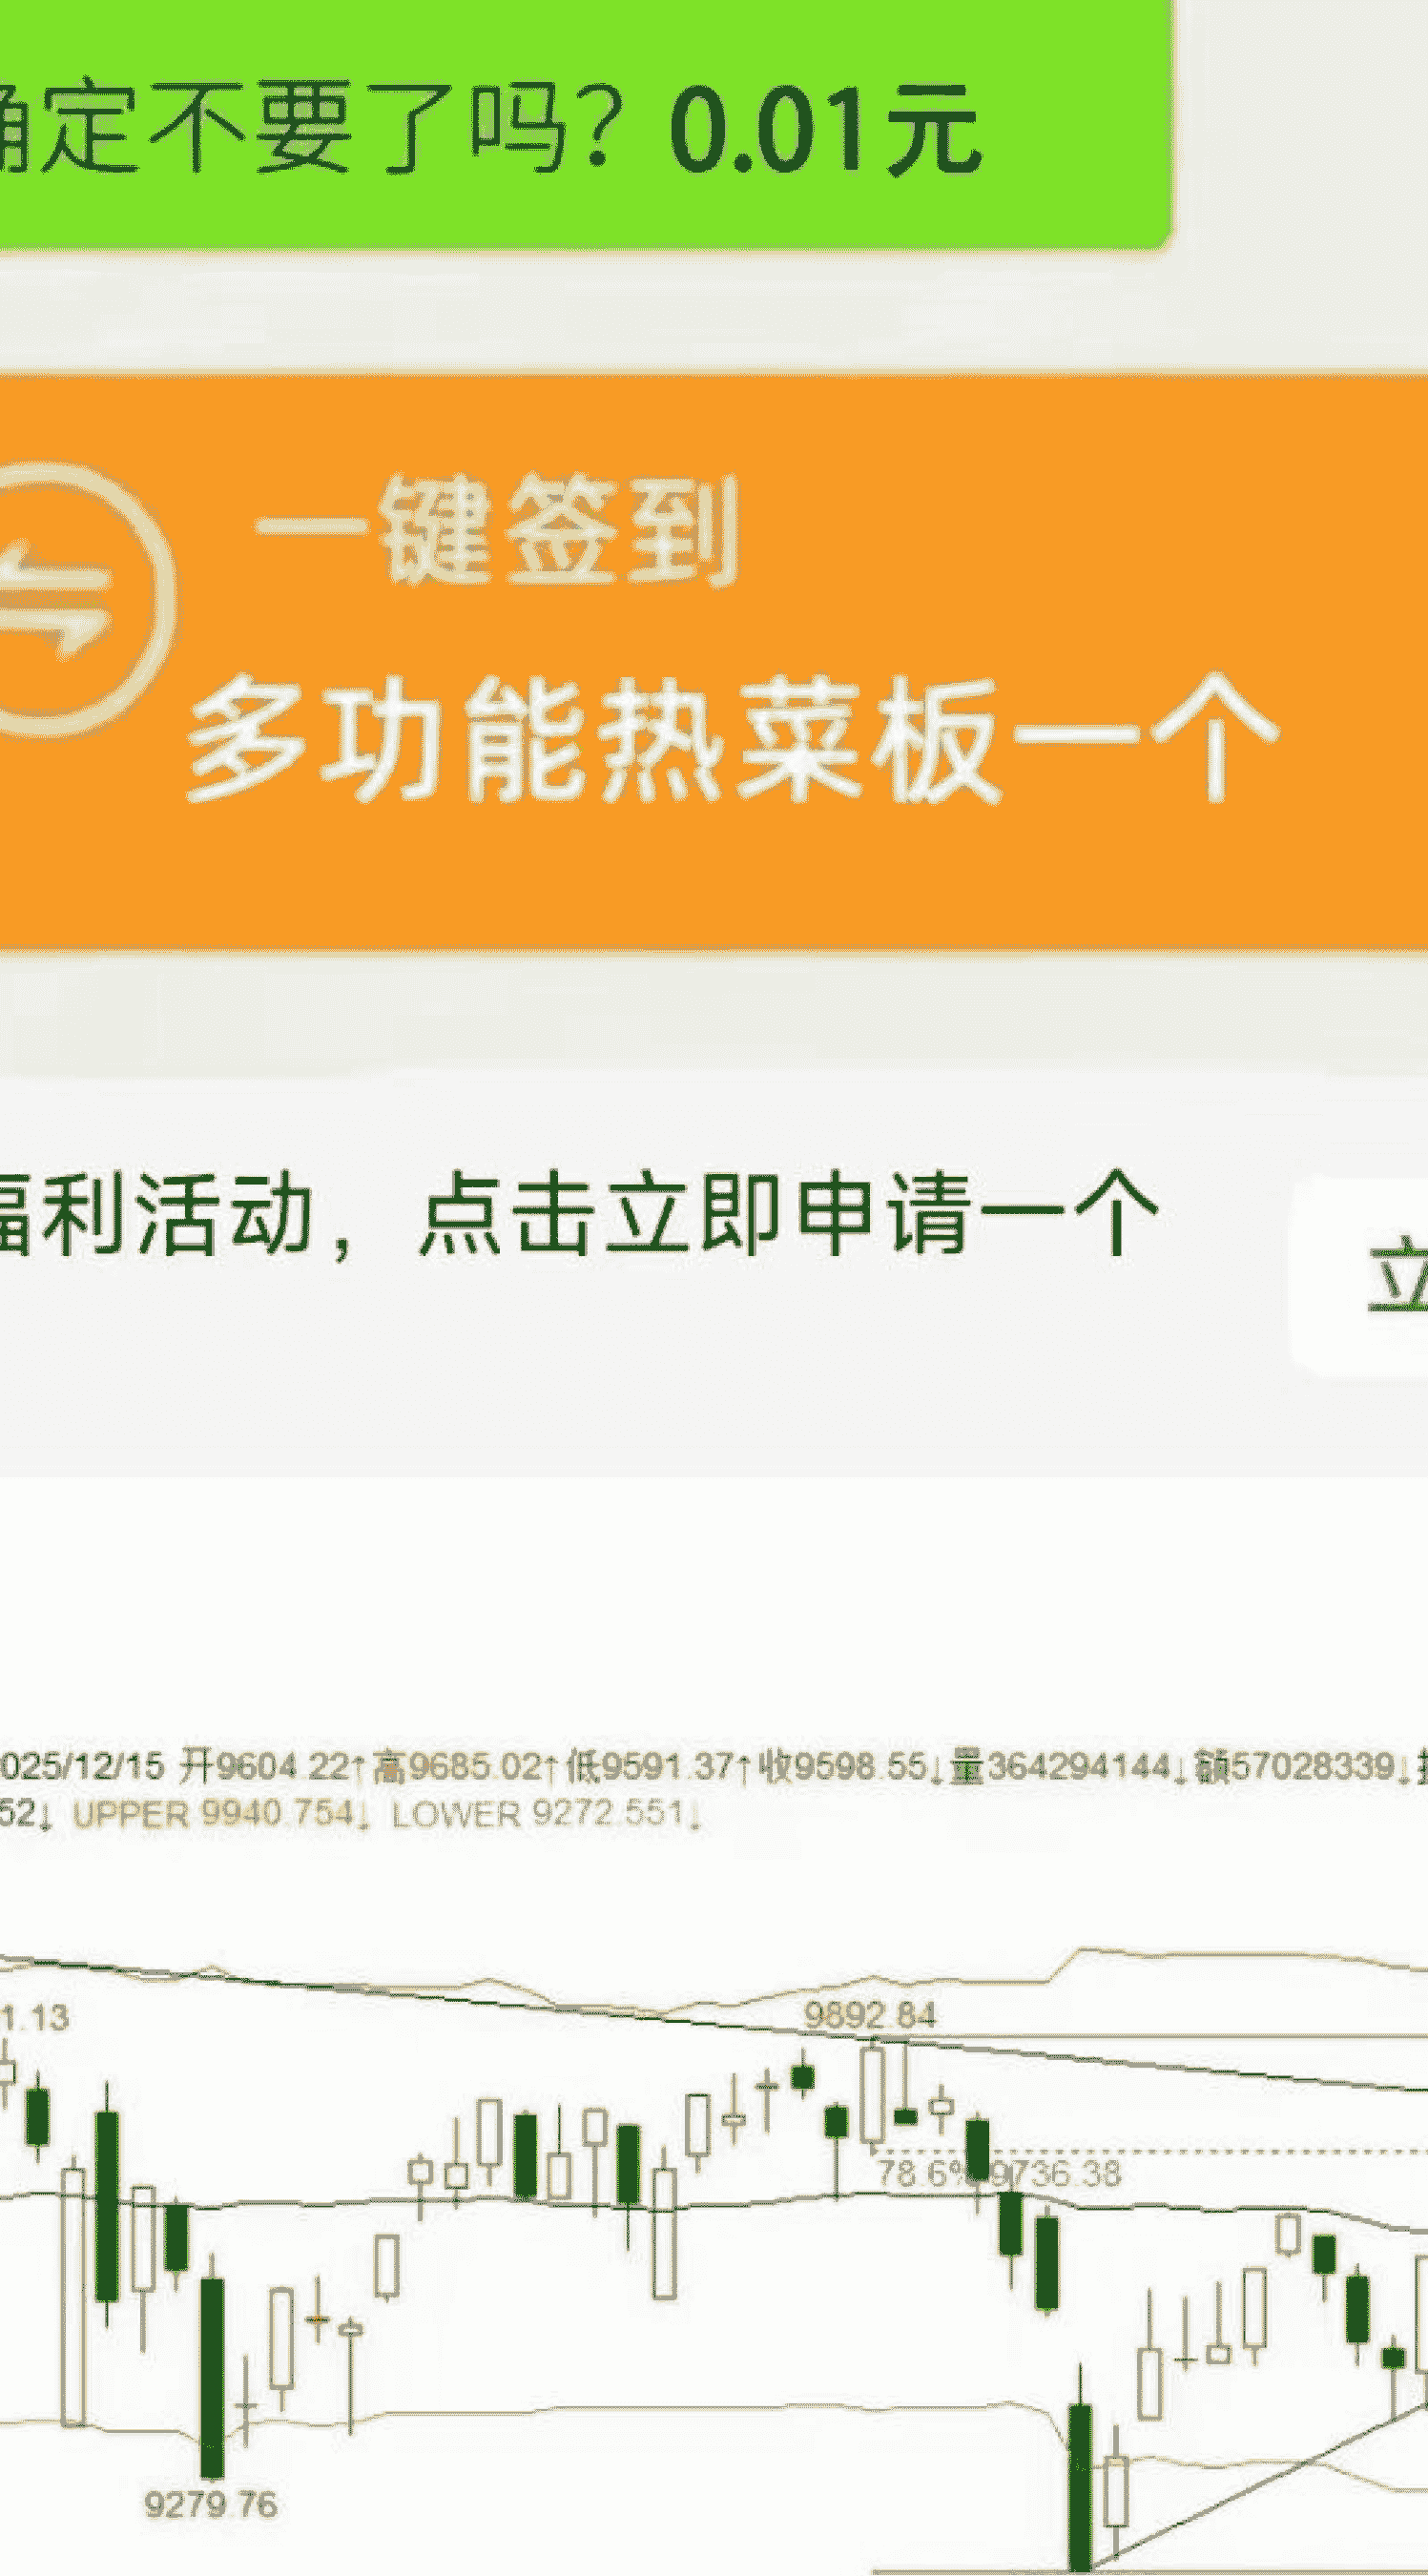 确定不要了吗？0.01元
一键签到
多功能热菜板一个
福利活动，点击立即申请一个
立
025/12/15 开9604.22↑高9685.02↑低9591.37↑收9598.55↓量364294144↓额57028339↓
62↓ UPPER 9940.754↓ LOWER 9272.551↓
1.13
9892.84
78.6% 9736.38
9279.76